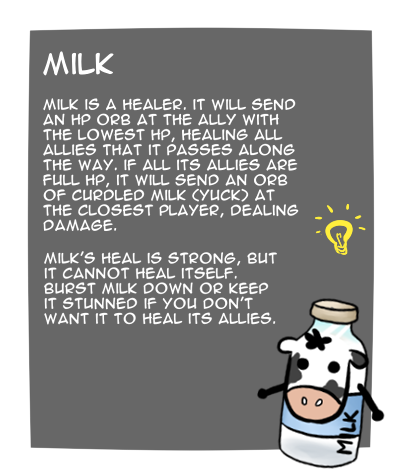 MILK
MILK IS A HEALER. IT WILL SEND
AN HP ORB AT THE ALLY WITH
THE LOWEST HP, HEALING ALL
ALLIES THAT IT PASSES ALONG
THE WAY. IF ALL ITS ALLIES ARE
FULL HP, IT WILL SEND AN ORB
OF CURDLED MILK (YUCK) AT
THE CLOSEST PLAYER, DEALING
DAMAGE.
MILK'S HEAL IS STRONG, BUT
IT CANNOT HEAL ITSELF.
BURST MILK DOWN OR KEEP
IT STUNNED IF YOU DON'T
WANT IT TO HEAL ITS ALLIES.
MILK